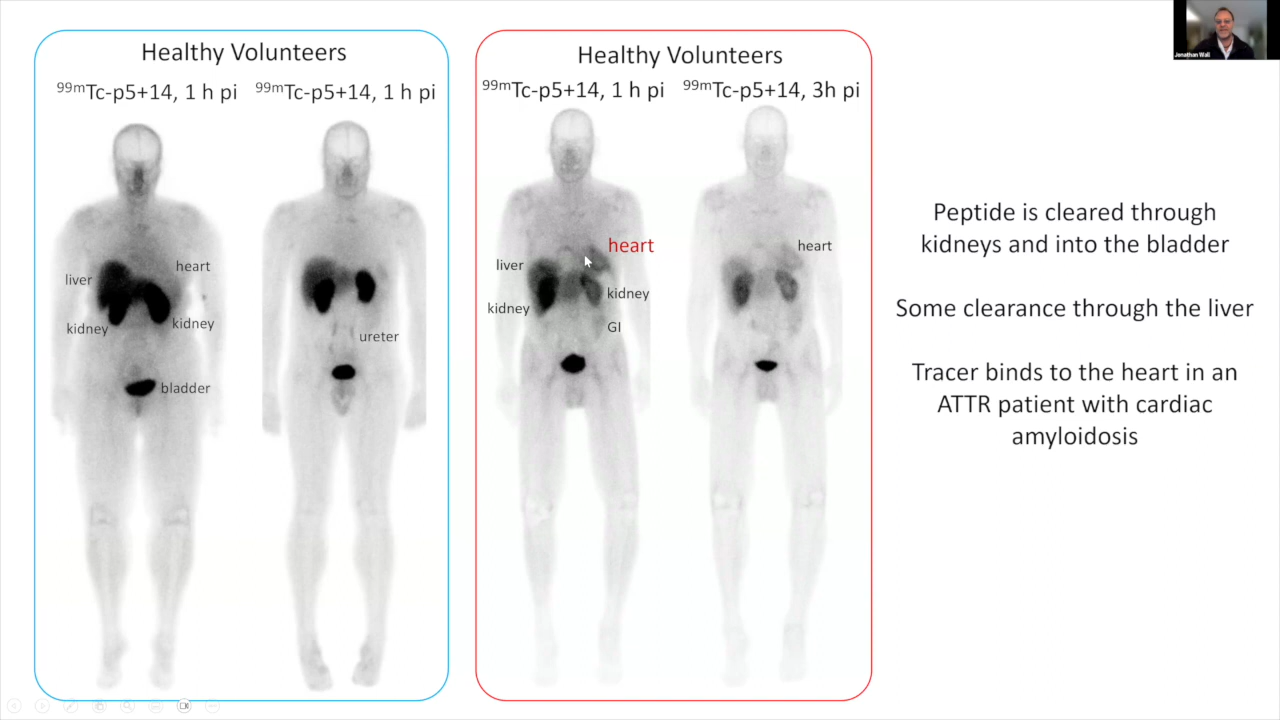 Healthy Volunteers
99mTc-p5+14, 1 h pi
99mTc-p5+14, 1 h pi
liver
heart
kidney
kidney
bladder
ureter
Healthy Volunteers
99mTc-p5+14, 1 h pi
99mTc-p5+14, 3h pi
heart
liver
kidney
kidney
GI
heart
Peptide is cleared through
kidneys and into the bladder
Some clearance through the liver
Tracer binds to the heart in an
ATTR patient with cardiac
amyloidosis
Jonathan Wall